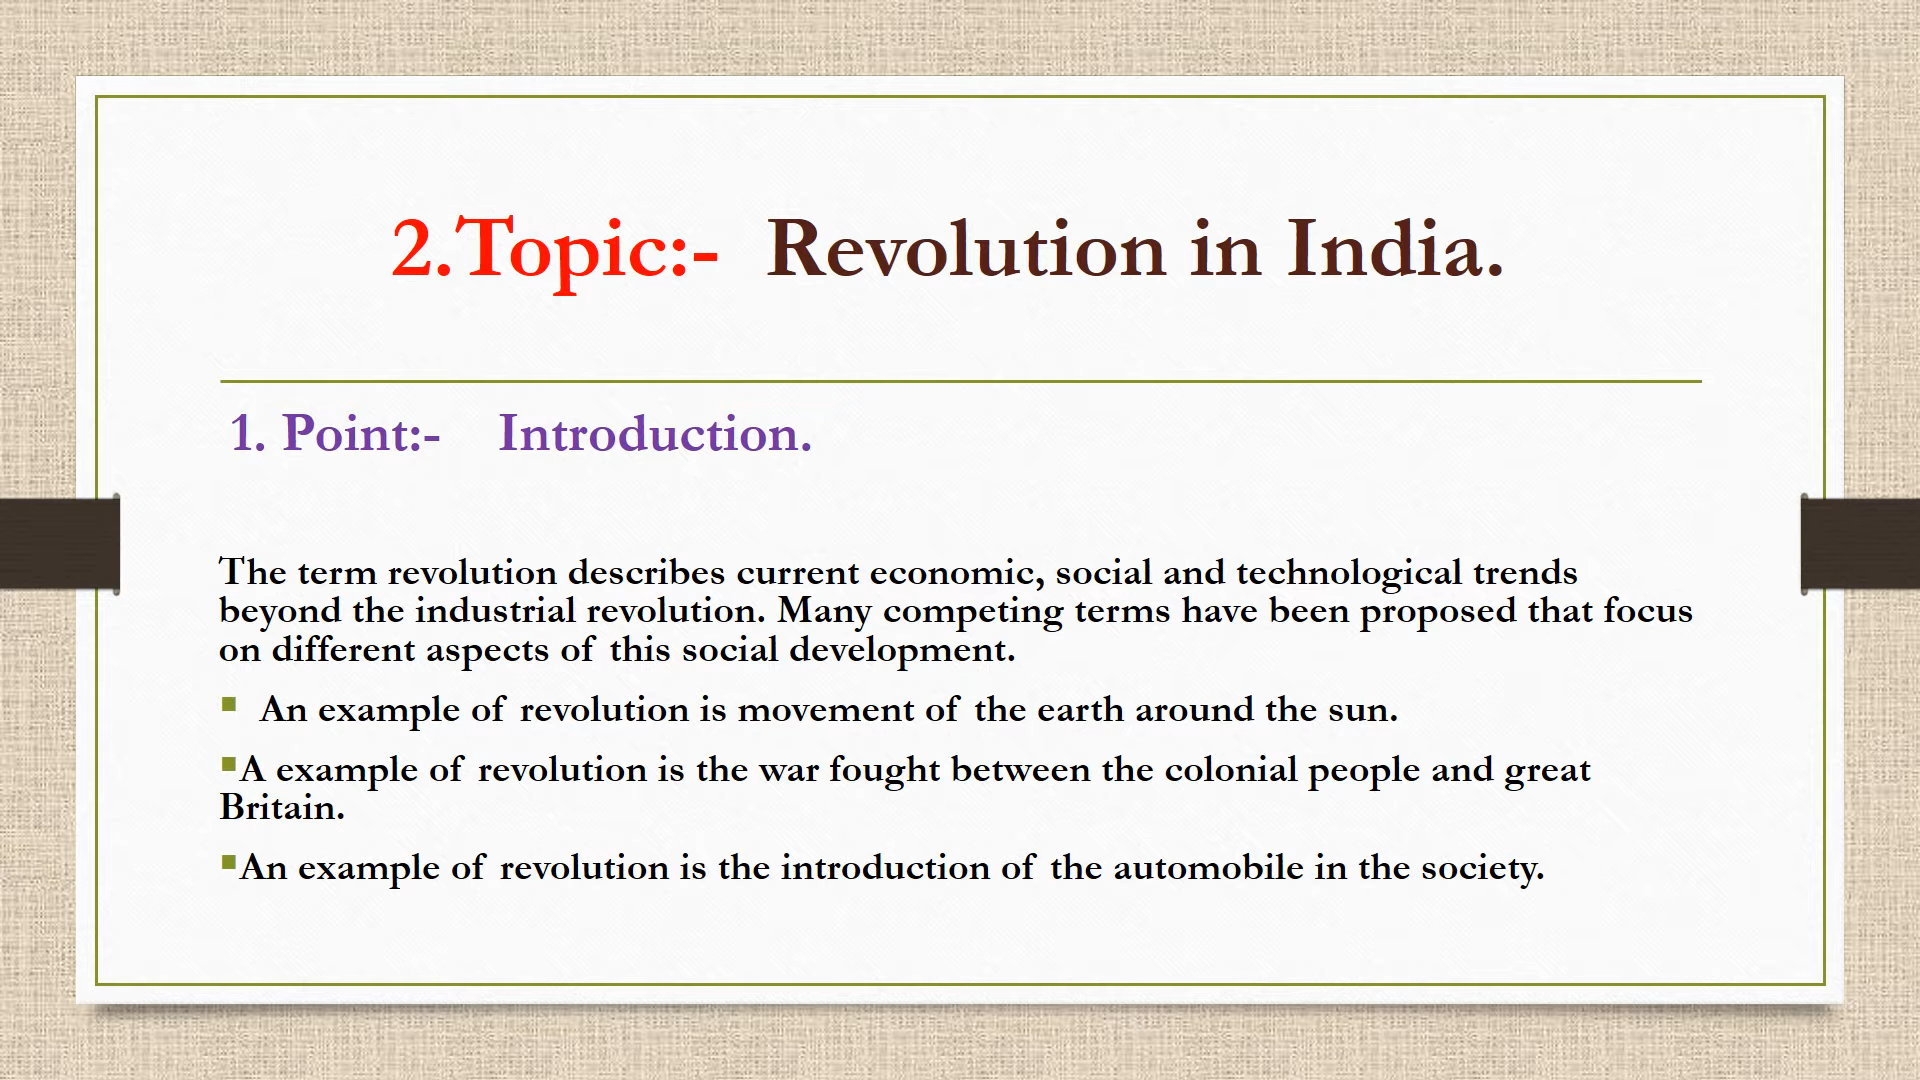 2.Topic:- Revolution in India.
1. Point:- Introduction.
The term revolution describes current economic, social and technological trends
beyond the industrial revolution. Many competing terms have been proposed that focus
on different aspects of this social development.
An example of revolution is movement of the earth around the sun.
A example of revolution is the war fought between the colonial people and great
Britain.
An example of revolution is the introduction of the automobile in the society.